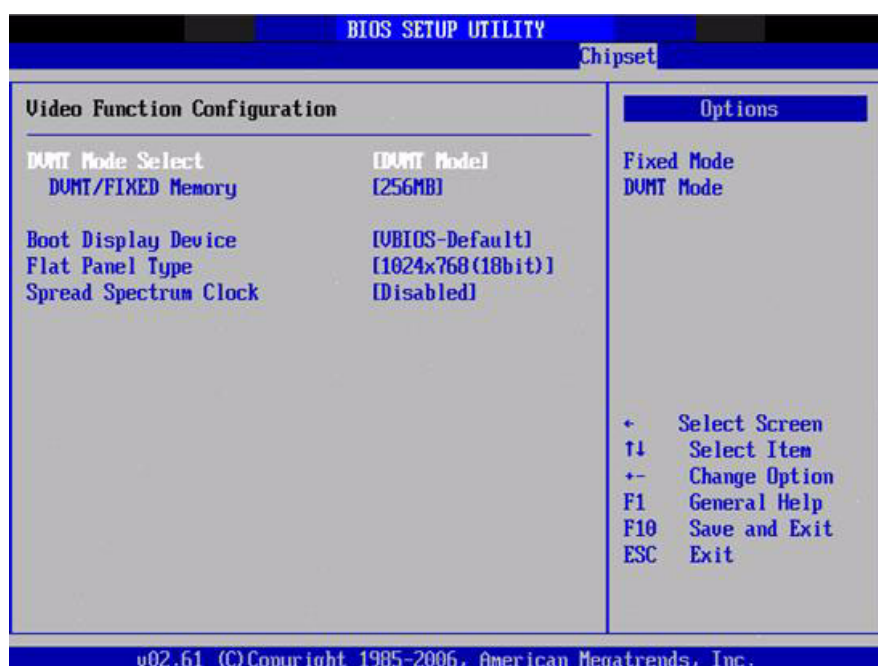 BIOS SETUP UTILITY
Chipset
Video Function Configuration
DVMT Mode Select [DVMT Mode]
DVMT/FIXED Memory [256MB]
Boot Display Device [VBIOS-Default]
Flat Panel Type [1024x768(18bit)]
Spread Spectrum Clock [Disabled]
Options
Fixed Mode
DVMT Mode
← Select Screen
↑↓ Select Item
+- Change Option
F1 General Help
F10 Save and Exit
ESC Exit
v02.61 (C)Copyright 1985-2006, American Megatrends, Inc.